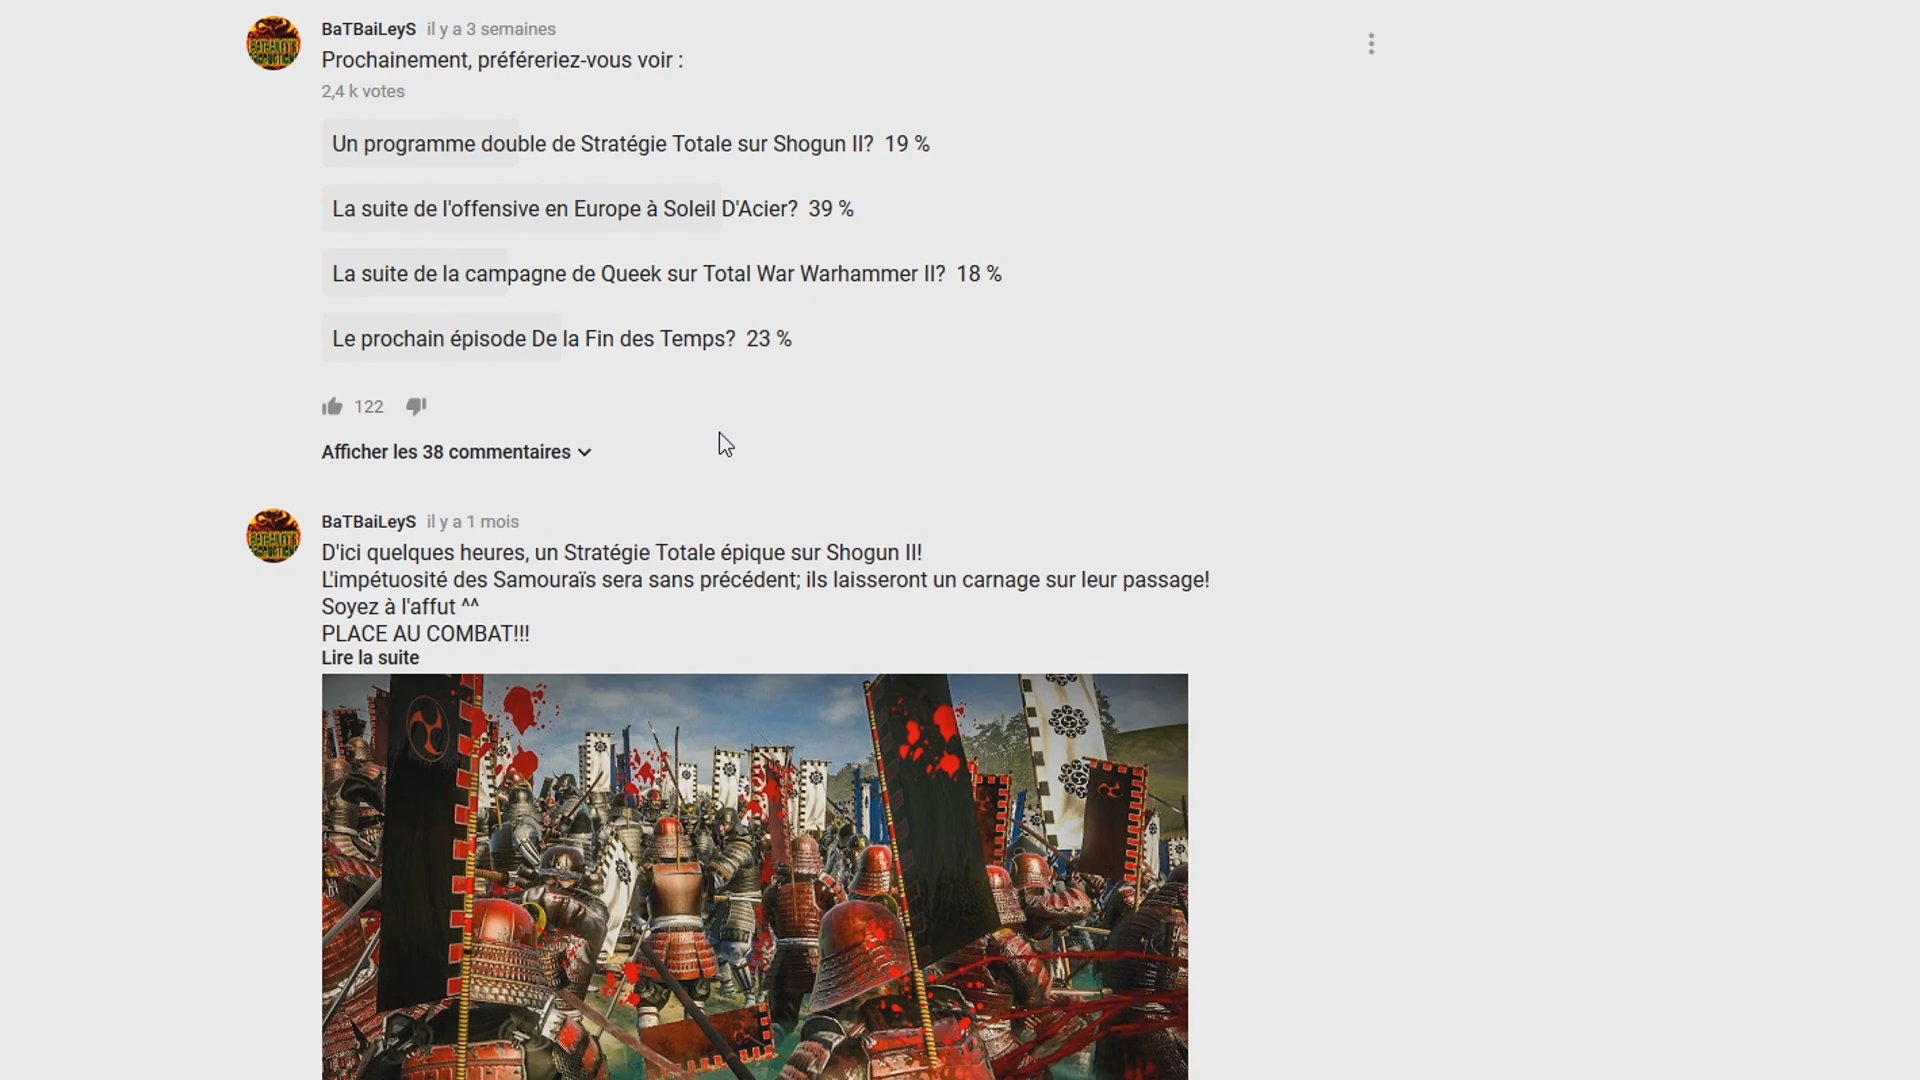 BaTBaiLeyS il y a 3 semaines
Prochainement, préféreriez-vous voir :
2,4 k votes
Un programme double de Stratégie Totale sur Shogun II? 19 %
La suite de l'offensive en Europe à Soleil D'Acier? 39 %
La suite de la campagne de Queek sur Total War Warhammer II? 18 %
Le prochain épisode De la Fin des Temps? 23 %
122
Afficher les 38 commentaires
BaTBaiLeyS il y a 1 mois
D'ici quelques heures, un Stratégie Totale épique sur Shogun II!
L'impétuosité des Samouraïs sera sans précédent; ils laisseront un carnage sur leur passage!
Soyez à l'affut ^^
PLACE AU COMBAT!!!
Lire la suite